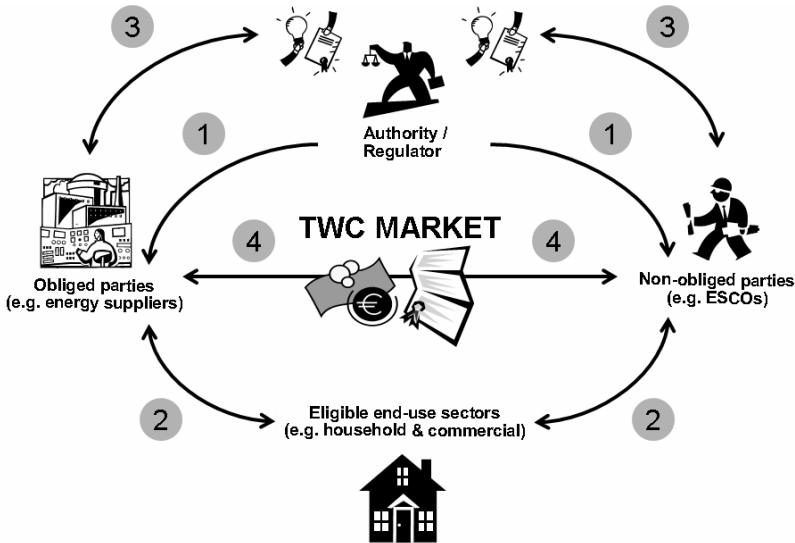 3
3
1
1
Authority /
Regulator
TWC MARKET
4
4
€
Obliged parties
(e.g. energy suppliers)
Non-obliged parties
(e.g. ESCOs)
2
2
Eligible end-use sectors
(e.g. household & commercial)